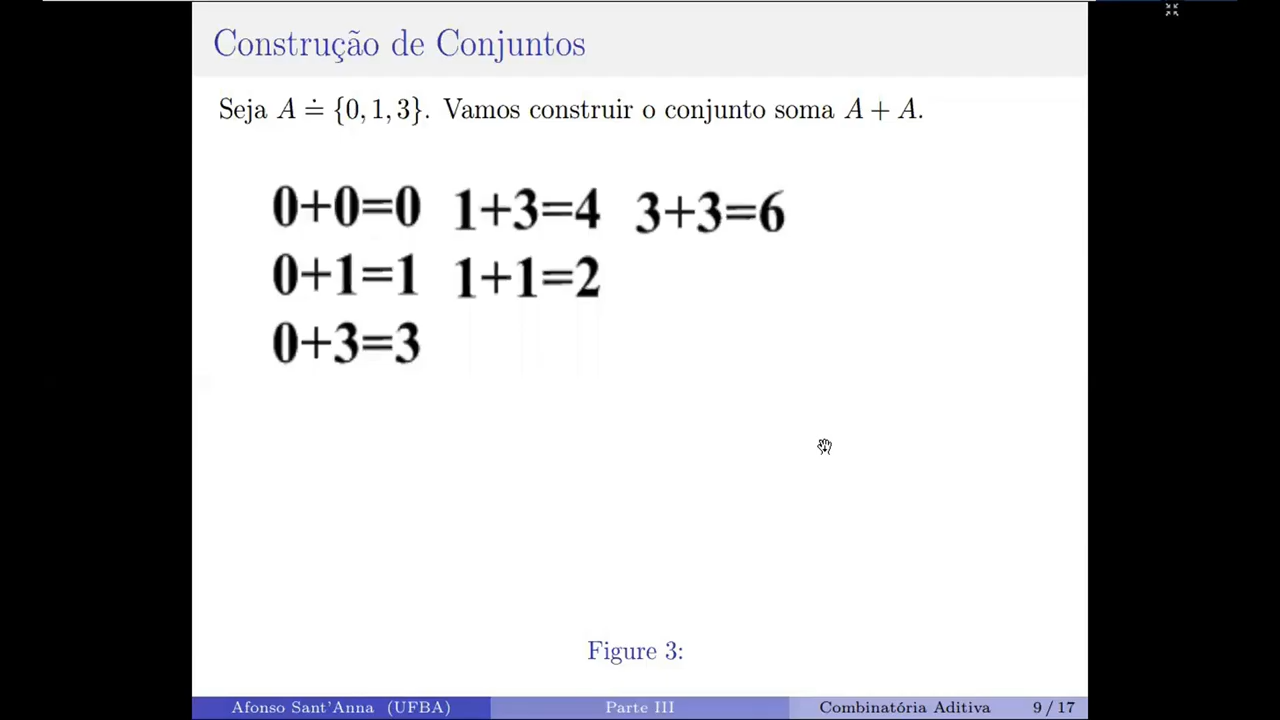 Construção de Conjuntos
Seja A ≐ {0, 1, 3}. Vamos construir o conjunto soma A + A.
0+0=0 1+3=4 3+3=6
0+1=1 1+1=2
0+3=3
Figure 3:
Afonso Sant'Anna (UFBA) Parte III Combinatória Aditiva 9 / 17